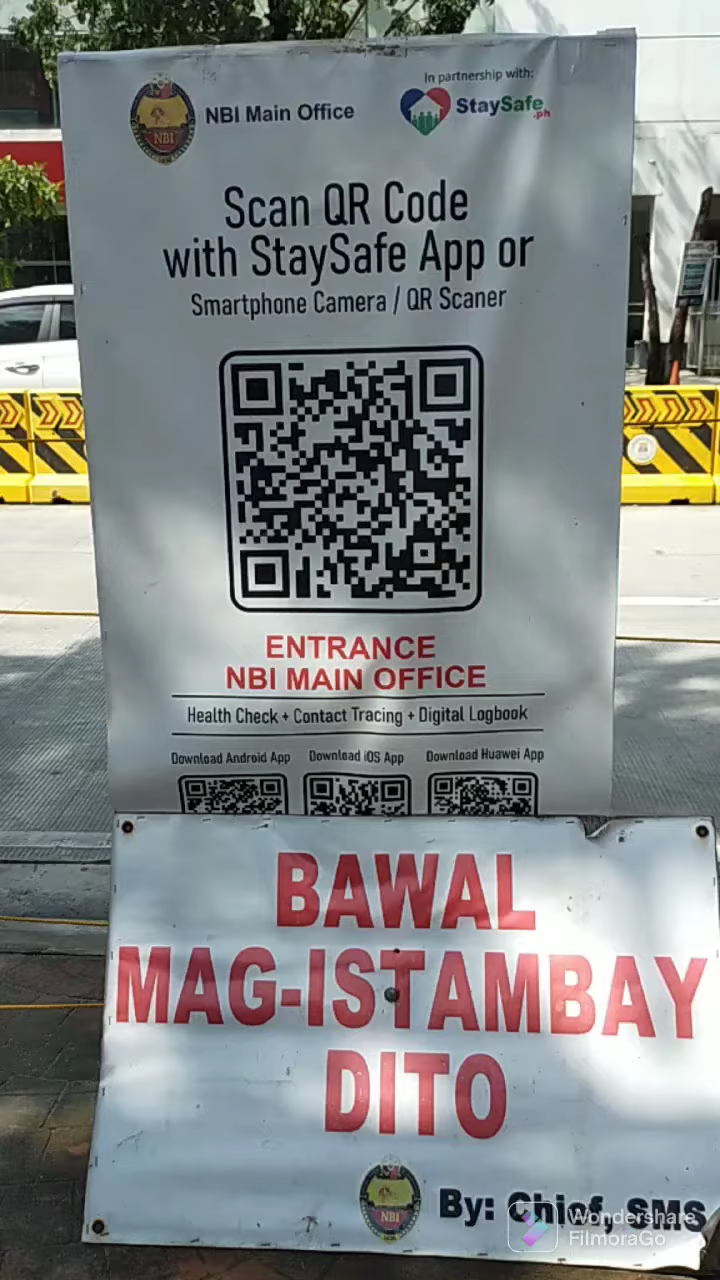 NBI Main Office
In partnership with:
StaySafe
.ph
NBI
Scan QR Code
with StaySafe App or
Smartphone Camera / QR Scaner
ENTRANCE
NBI MAIN OFFICE
Health Check + Contact Tracing + Digital Logbook
Download Android App
Download iOS App
Download Huawei App
BAWAL
MAG-ISTAMBAY
DITO
NBI
By: Chief, SMS
Wondershare
FilmoraGo